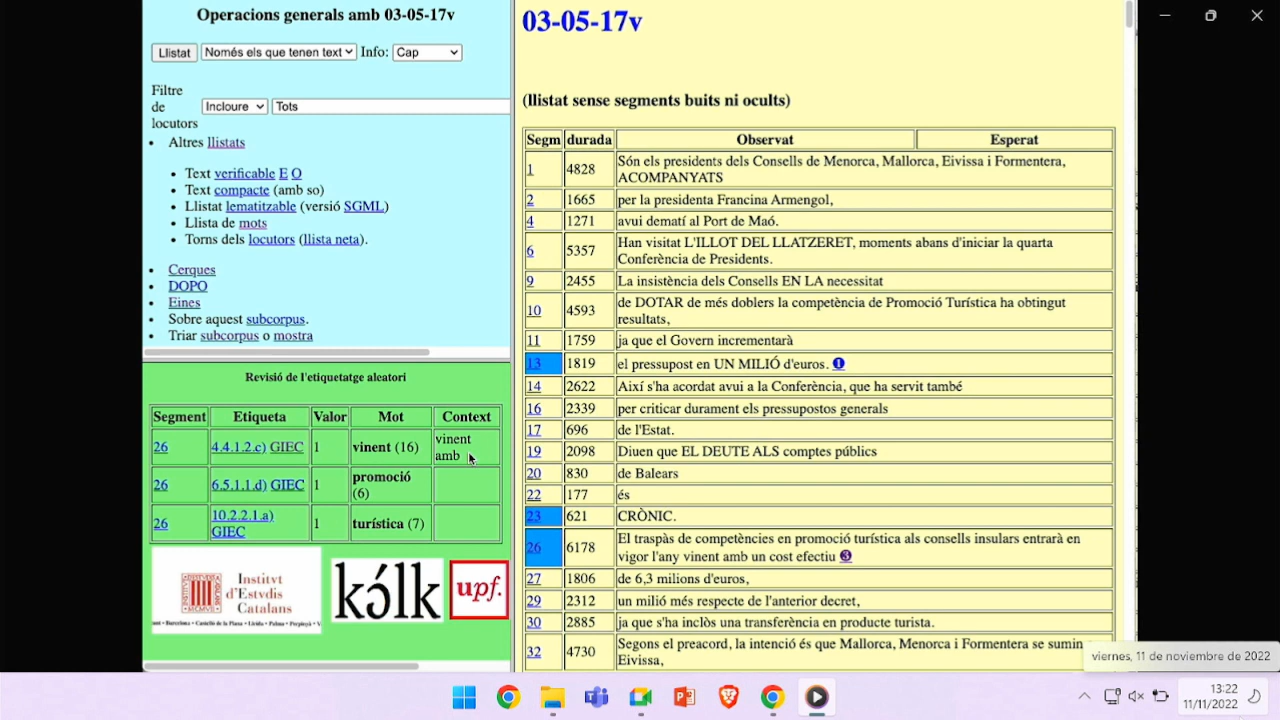 Operacions generals amb 03-05-17v
Llistat Només els que tenen text Info: Cap
Filtre
de
locutors
Incloure Tots
• Altres llistats
• Text verificable E O
• Text compacte (amb so)
• Llistat lematitzable (versió SGML)
• Llista de mots
• Torns dels locutors (llista neta).
• Cerques
• DOPO
• Eines
• Sobre aquest subcorpus.
• Triar subcorpus o mostra
Revisió de l'etiquetatge aleatori
Segment Etiqueta Valor Mot Context
26 4.4.1.2.c) GIEC 1 vinent (16) vinent
amb
26 6.5.1.1.d) GIEC 1 promoció
(6)
26 10.2.2.1.a)
GIEC 1 turística (7)
Institvt
d'Estvdis
Catalans
kólk
upf.
03-05-17v
(llistat sense segments buits ni ocults)
Segm durada Observat Esperat
1 4828 Són els presidents dels Consells de Menorca, Mallorca, Eivissa i Formentera,
ACOMPANYATS
2 1665 per la presidenta Francina Armengol,
4 1271 avui dematí al Port de Maó.
6 5357 Han visitat L'ILLOT DEL LLATZERET, moments abans d'iniciar la quarta
Conferència de Presidents.
9 2455 La insistència dels Consells EN LA necessitat
10 4593 de DOTAR de més doblers la competència de Promoció Turística ha obtingut
resultats,
11 1759 ja que el Govern incrementarà
13 1819 el pressupost en UN MILIÓ d'euros. ❶
14 2622 Així s'ha acordat avui a la Conferència, que ha servit també
16 2339 per criticar durament els pressupostos generals
17 696 de l'Estat.
19 2098 Diuen que EL DEUTE ALS comptes públics
20 830 de Balears
22 177 és
23 621 CRÒNIC.
26 6178 El traspàs de competències en promoció turística als consells insulars entrarà en
vigor l'any vinent amb un cost efectiu ❸
27 1806 de 6,3 milions d'euros,
29 2312 un milió més respecte de l'anterior decret,
30 2885 ja que s'ha inclòs una transferència en producte turista.
32 4730 Segons el preacord, la intenció és que Mallorca, Menorca i Formentera se sumin
Eivissa,
viernes, 11 de noviembre de 2022
13:22
11/11/2022